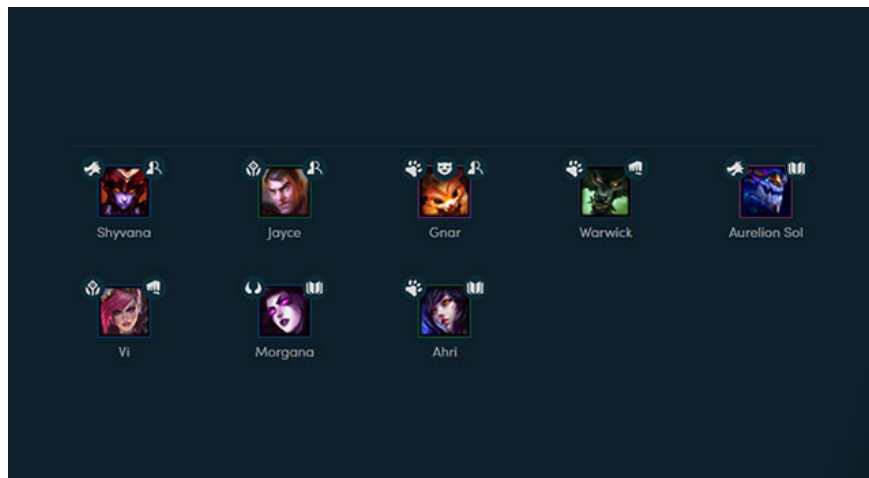 Shyvana
Jayce
Gnar
Warwick
Aurelion Sol
Vi
Morgana
Ahri